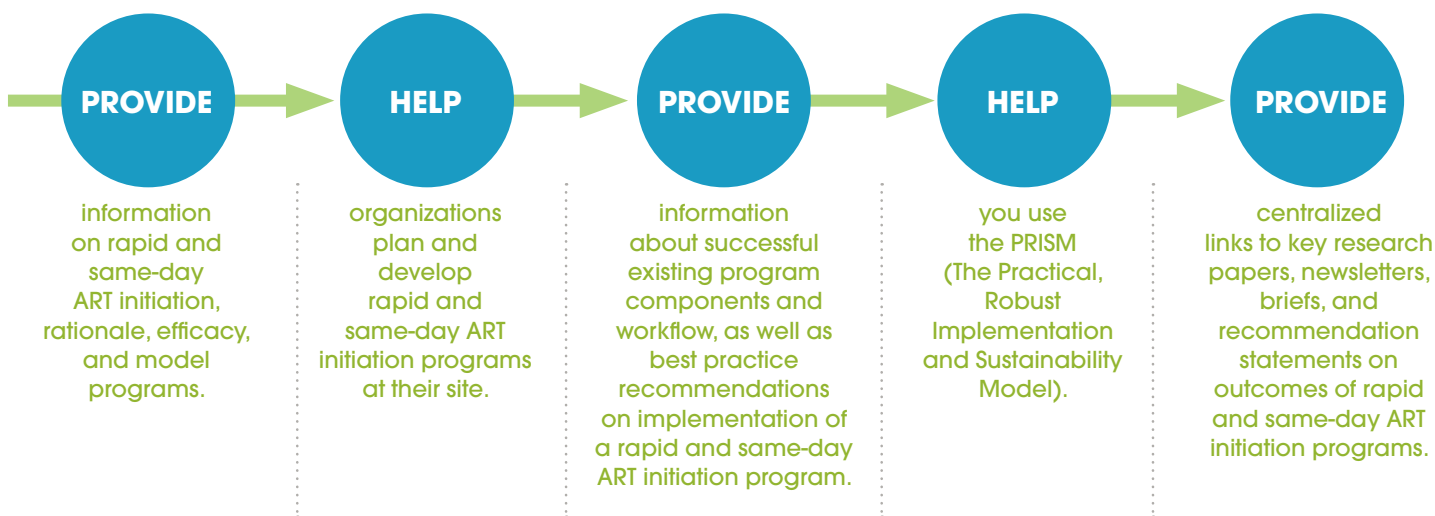 PROVIDE
information
on rapid and
same-day
ART initiation,
rationale, efficacy,
and model
programs.
HELP
organizations
plan and
develop
rapid and
same-day ART
initiation programs
at their site.
PROVIDE
information
about successful
existing program
components and
workflow, as well as
best practice
recommendations
on implementation of
a rapid and same-day
ART initiation program.
HELP
you use
the PRISM
(The Practical,
Robust
Implementation
and Sustainability
Model).
PROVIDE
centralized
links to key research
papers, newsletters,
briefs, and
recommendation
statements on
outcomes of rapid
and same-day ART
initiation programs.